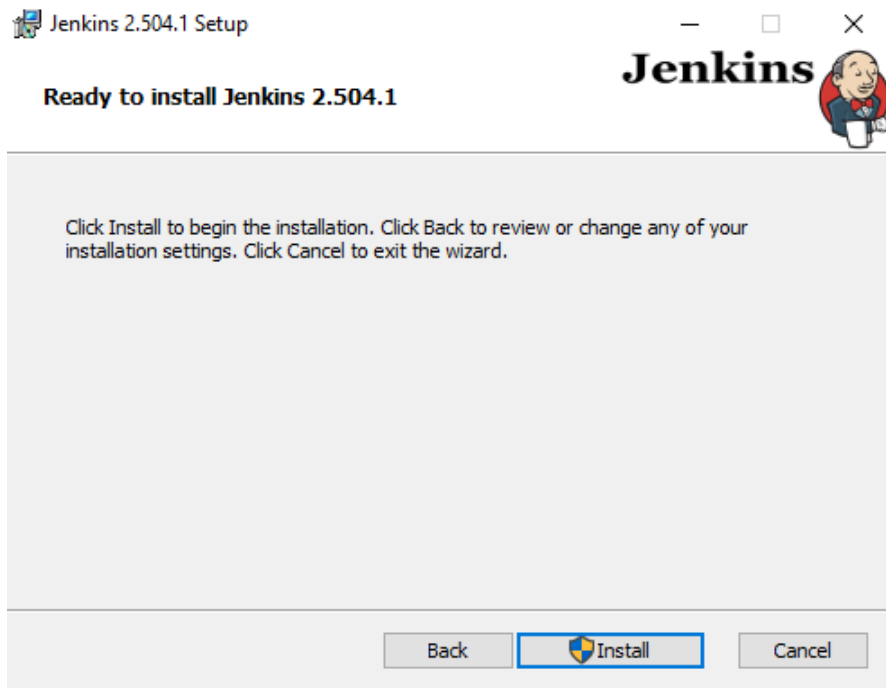 Jenkins 2.504.1 Setup
Jenkins
Ready to install Jenkins 2.504.1
Click Install to begin the installation. Click Back to review or change any of your
installation settings. Click Cancel to exit the wizard.
Back
Install
Cancel